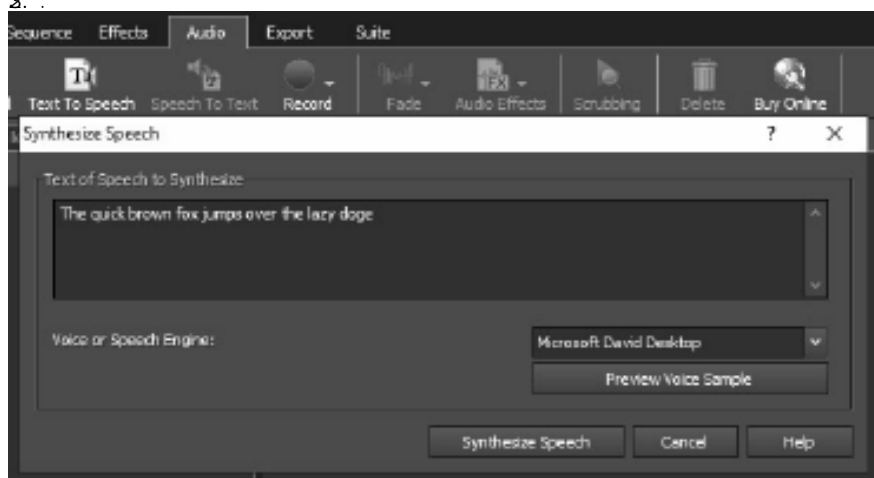 Sequence Effects Audio Export Suite
Text To Speech Speech To Text Record Fade Audio Effects Scrubbing Delete Buy Online
Synthesize Speech ? X
Text of Speech to Synthesize
The quick brown fox jumps over the lazy doge
Voice or Speech Engine: Microsoft David Desktop
Preview Voice Sample
Synthesize Speech Cancel Help